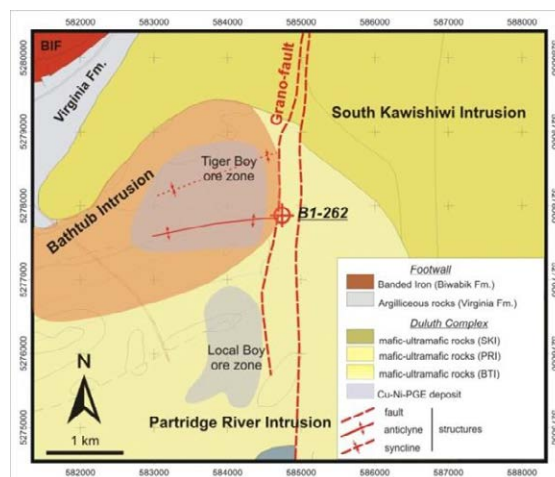 582000 583000 584000 585000 586000 587000 588000
BIF
Virginia Fm.
Grano-fault
South Kawishiwi Intrusion
Tiger Boy
ore zone
Bathtub Intrusion
B1-262
Local Boy
ore zone
Partridge River Intrusion
N
1 km
Footwall
Banded Iron (Biwabik Fm.)
Argilliceous rocks (Virginia Fm.)
Duluth Complex
mafic-ultramafic rocks (SKI)
mafic-ultramafic rocks (PRI)
mafic-ultramafic rocks (BTI)
Cu-Ni-PGE deposit
fault
anticlyne
syncline
structures
5280000
5279000
5278000
5277000
5276000
5275000
582000 583000 584000 585000 586000 587000 588000